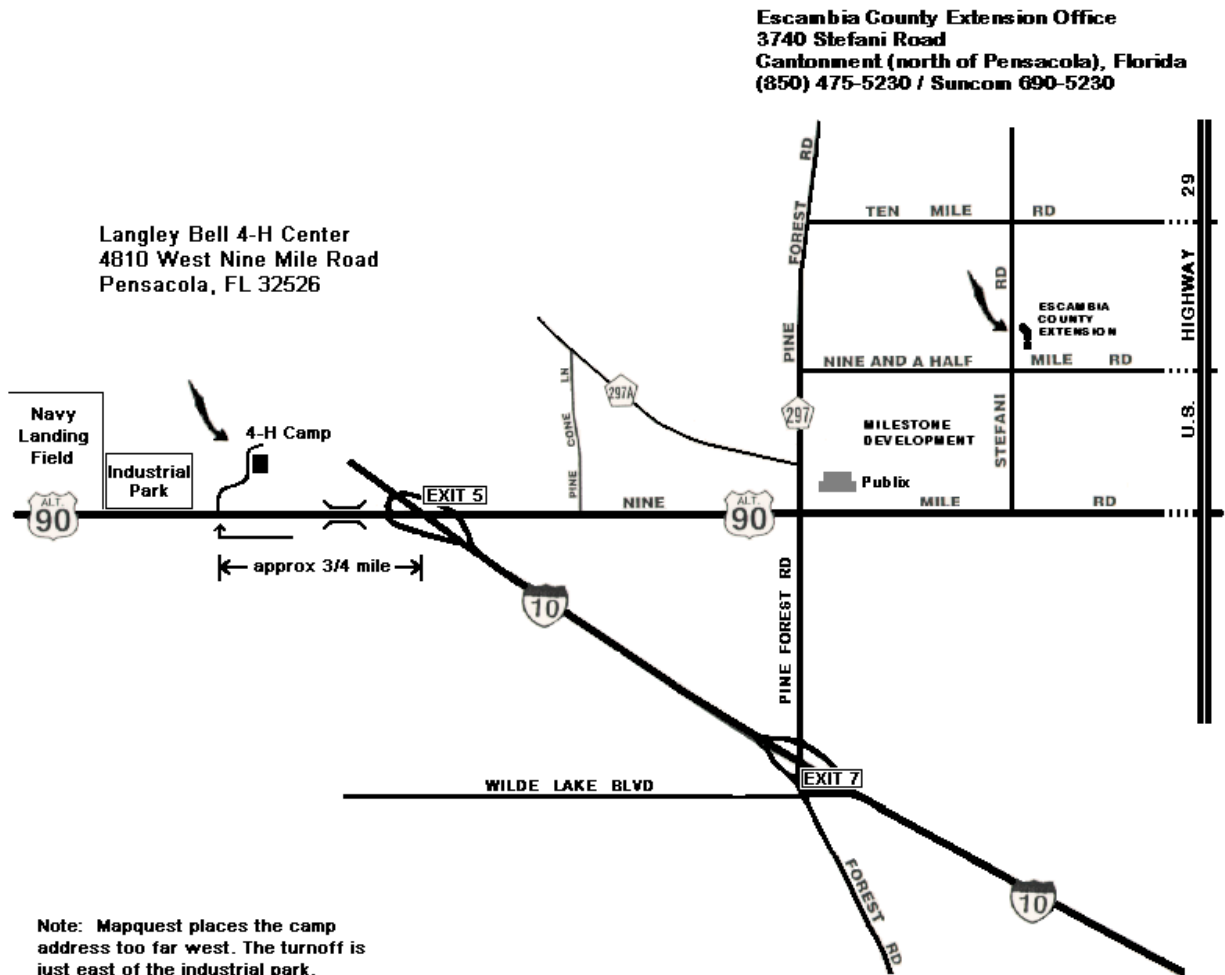 Escambia County Extension Office
3740 Stefani Road
Cantonment (north of Pensacola), Florida
(850) 475-5230 / Suncom 690-5230
Langley Bell 4-H Center
4810 West Nine Mile Road
Pensacola, FL 32526
PINE FOREST RD
TEN MILE RD
U.S. HIGHWAY 29
STEFANI RD
ESCAMBIA
COUNTY
EXTENSION
NINE AND A HALF MILE RD
297A
297
PINE CONE LN
MILESTONE
DEVELOPMENT
Publix
Navy
Landing
Field
Industrial
Park
4-H Camp
EXIT 5
ALT.
90
NINE MILE RD
ALT.
90
approx 3/4 mile
10
PINE FOREST RD
EXIT 7
WILDE LAKE BLVD
FOREST RD
10
Note: Mapquest places the camp
address too far west. The turnoff is
just east of the industrial park.